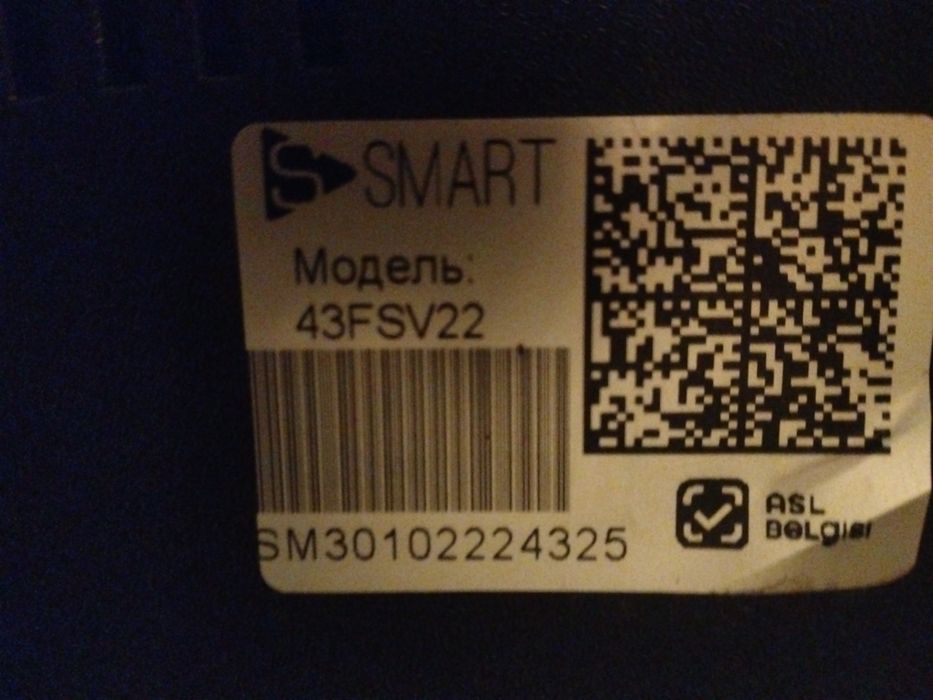 S SMART
Модель:
43FSV22
SM30102224325
ASL
BELGISI